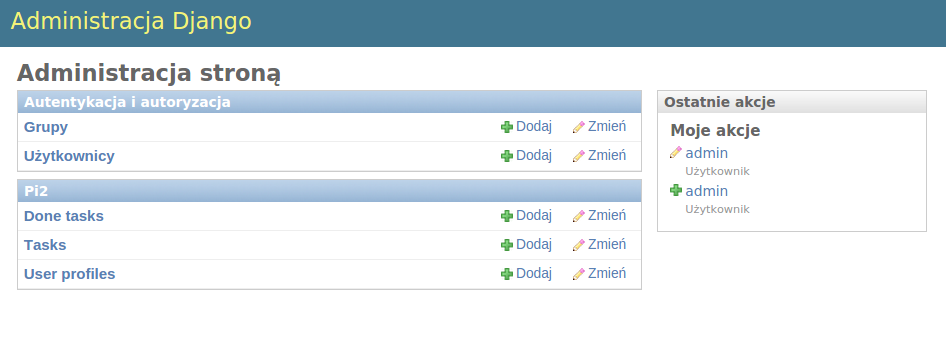 Administracja Django
Administracja stroną
Autentykacja i autoryzacja
Grupy Dodaj Zmień
Użytkownicy Dodaj Zmień
Pi2
Done tasks Dodaj Zmień
Tasks Dodaj Zmień
User profiles Dodaj Zmień
Ostatnie akcje
Moje akcje
admin
Użytkownik
admin
Użytkownik